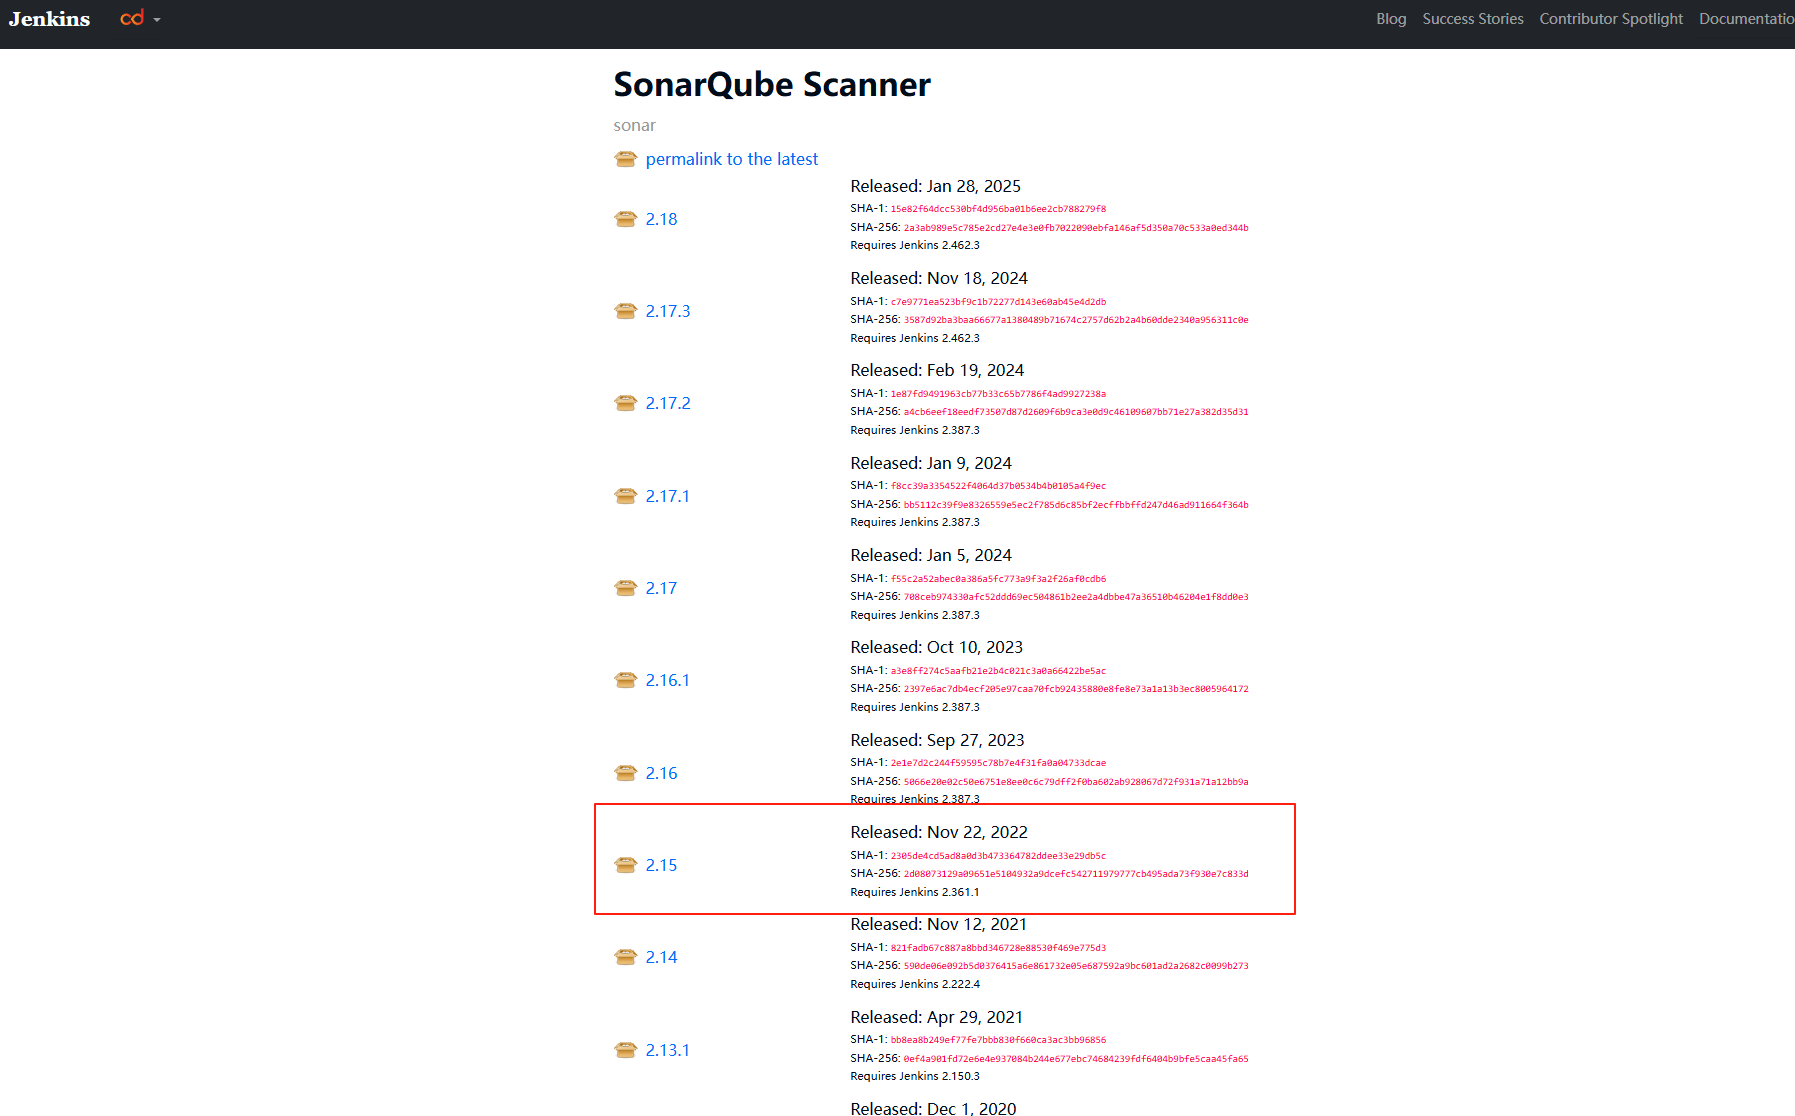 Jenkins cd Blog Success Stories Contributor Spotlight Documentatio
SonarQube Scanner
sonar
permalink to the latest
2.18
Released: Jan 28, 2025
SHA-1: 15e82f64dcc530bf4d956ba01b6ee2cb788279f8
SHA-256: 2a3ab989e5c785e2cd27e4e3e0fb7022090ebfa146af5d350a70c533a0ed344b
Requires Jenkins 2.462.3
2.17.3
Released: Nov 18, 2024
SHA-1: c7e9771ea523bf9c1b72277d143e60ab45e4d2db
SHA-256: 3587d92ba3baa66677a1380489b71674c2757d62b2a4b60dde2340a956311c0e
Requires Jenkins 2.462.3
2.17.2
Released: Feb 19, 2024
SHA-1: 1e87fd9491963cb77b33c65b7786f4ad9927238a
SHA-256: a4cb6eef18eedf73507d87d2609f6b9ca3e0d9c46109607bb71e27a382d35d31
Requires Jenkins 2.387.3
2.17.1
Released: Jan 9, 2024
SHA-1: f8cc39a3354522f4064d37b0534b4b0105a4f9ec
SHA-256: bb5112c39f9e8326559e5ec2f785d6c85bf2ecffbbffd247d46ad911664f364b
Requires Jenkins 2.387.3
2.17
Released: Jan 5, 2024
SHA-1: f55c2a52abec0a386a5fc773a9f3a2f26af0cdb6
SHA-256: 708ceb974330afc52ddd69ec504861b2ee2a4dbbe47a36510b46204e1f8dd0e3
Requires Jenkins 2.387.3
2.16.1
Released: Oct 10, 2023
SHA-1: a3e8ff274c5aafb21e2b4c021c3a0a66422be5ac
SHA-256: 2397e6ac7db4ecf205e97caa70fcb92435880e8fe8e73a1a13b3ec8005964172
Requires Jenkins 2.387.3
2.16
Released: Sep 27, 2023
SHA-1: 2e1e7d2c244f59595c78b7e4f31fa0a04733dcae
SHA-256: 5066e20e02c50e6751e8ee0c6c79dff2f0ba602ab928067d72f931a71a12bb9a
Requires Jenkins 2.387.3
2.15
Released: Nov 22, 2022
SHA-1: 2305de4cd5ad8a0d3b473364782ddee33e29db5c
SHA-256: 2d08073129a09651e5104932a9dcefc542711979777cb495ada73f930e7c833d
Requires Jenkins 2.361.1
2.14
Released: Nov 12, 2021
SHA-1: 821fadb67c887a8bbd346728e88530f469e775d3
SHA-256: 590de06e092b5d0376415a6e861732e05e687592a9bc601ad2a2682c0099b273
Requires Jenkins 2.222.4
2.13.1
Released: Apr 29, 2021
SHA-1: bb8ea8b249ef77fe7bbb830f660ca3ac3bb96856
SHA-256: 0ef4a901fd72e6e4e937084b244e677ebc74684239fdf6404b9bfe5caa45fa65
Requires Jenkins 2.150.3
Released: Dec 1, 2020